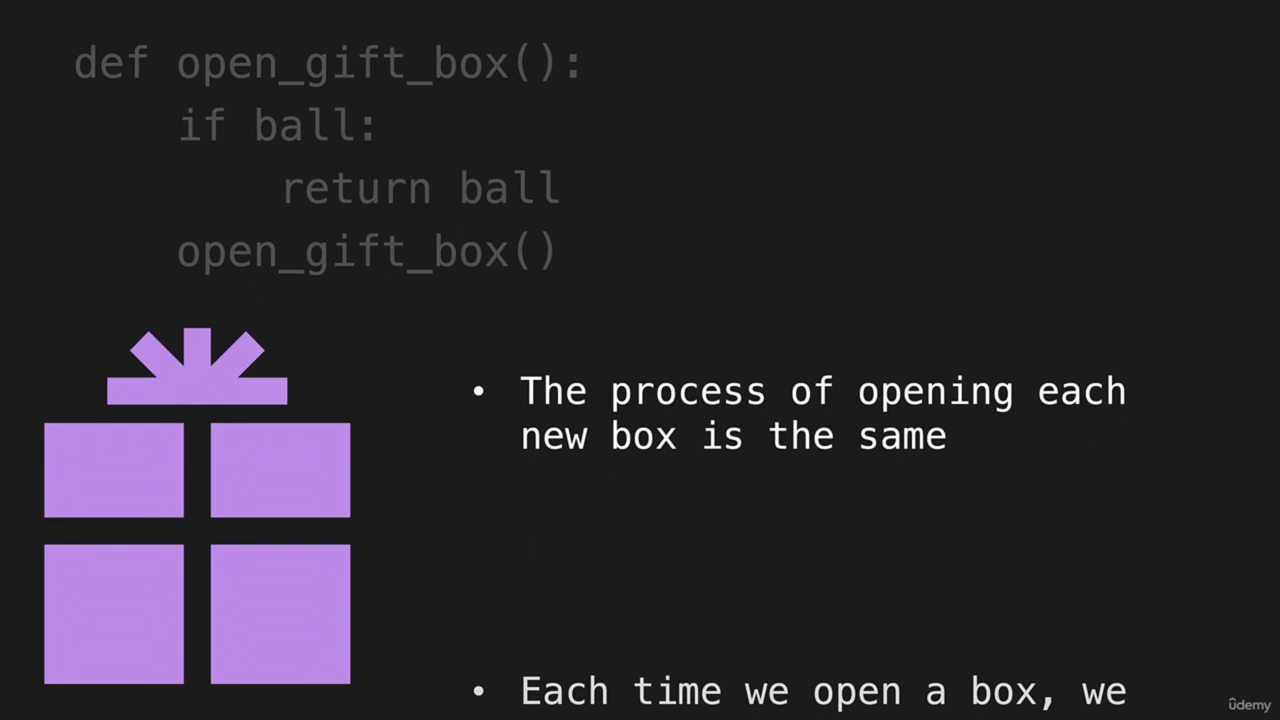 def open_gift_box():
    if ball:
        return ball
    open_gift_box()
• The process of opening each
new box is the same
• Each time we open a box, we
ûdemy